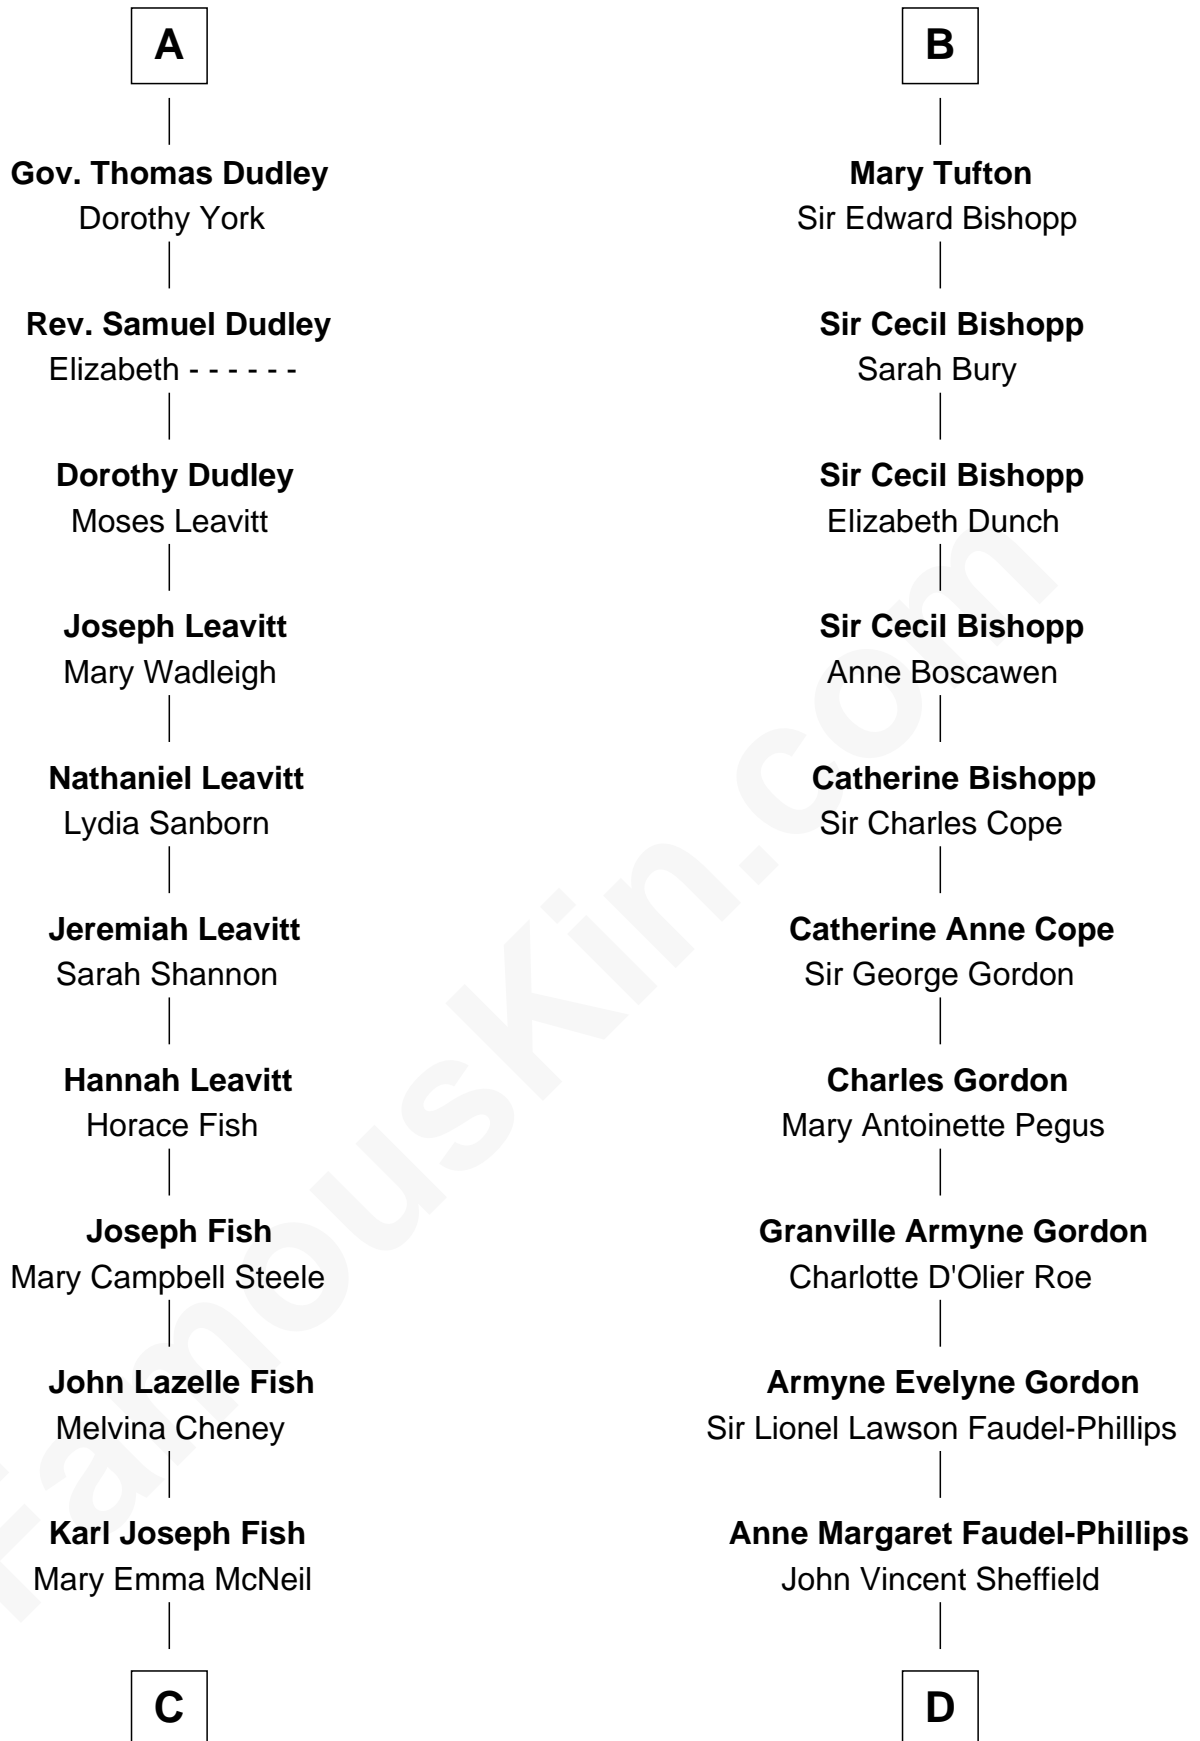 A
Gov. Thomas Dudley
Dorothy York
Rev. Samuel Dudley
Elizabeth - - - - - -
Dorothy Dudley
Moses Leavitt
Joseph Leavitt
Mary Wadleigh
Nathaniel Leavitt
Lydia Sanborn
Jeremiah Leavitt
Sarah Shannon
Hannah Leavitt
Horace Fish
Joseph Fish
Mary Campbell Steele
John Lazelle Fish
Melvina Cheney
Karl Joseph Fish
Mary Emma McNeil
C
B
Mary Tufton
Sir Edward Bishopp
Sir Cecil Bishopp
Sarah Bury
Sir Cecil Bishopp
Elizabeth Dunch
Sir Cecil Bishopp
Anne Boscawen
Catherine Bishopp
Sir Charles Cope
Catherine Anne Cope
Sir George Gordon
Charles Gordon
Mary Antoinette Pegus
Granville Armyne Gordon
Charlotte D'Olier Roe
Armyne Evelyne Gordon
Sir Lionel Lawson Faudel-Phillips
Anne Margaret Faudel-Phillips
John Vincent Sheffield
D
FamousKin.com